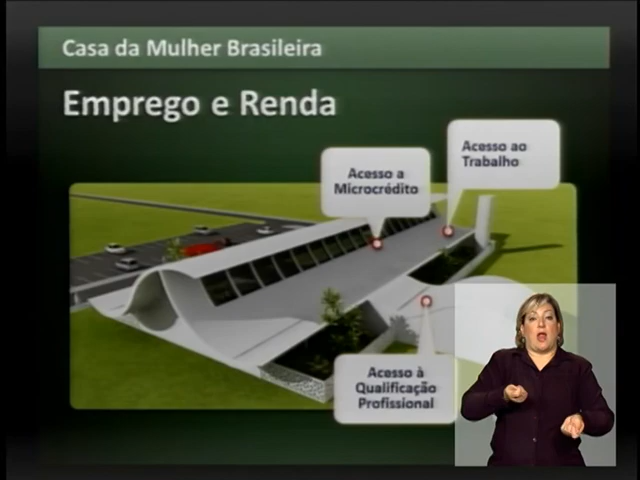 Casa da Mulher Brasileira
Emprego e Renda
Acesso ao
Trabalho
Acesso a
Microcrédito
Acesso à
Qualificação
Profissional